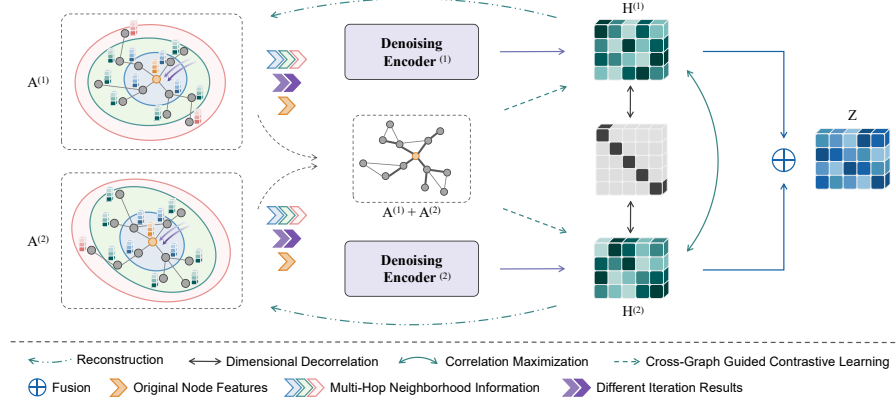 A(1)
Denoising
Encoder (1)
H(1)
A(1) + A(2)
Z
A(2)
Denoising
Encoder (2)
H(2)
Reconstruction
Dimensional Decorrelation
Correlation Maximization
Cross-Graph Guided Contrastive Learning
Fusion
Original Node Features
Multi-Hop Neighborhood Information
Different Iteration Results